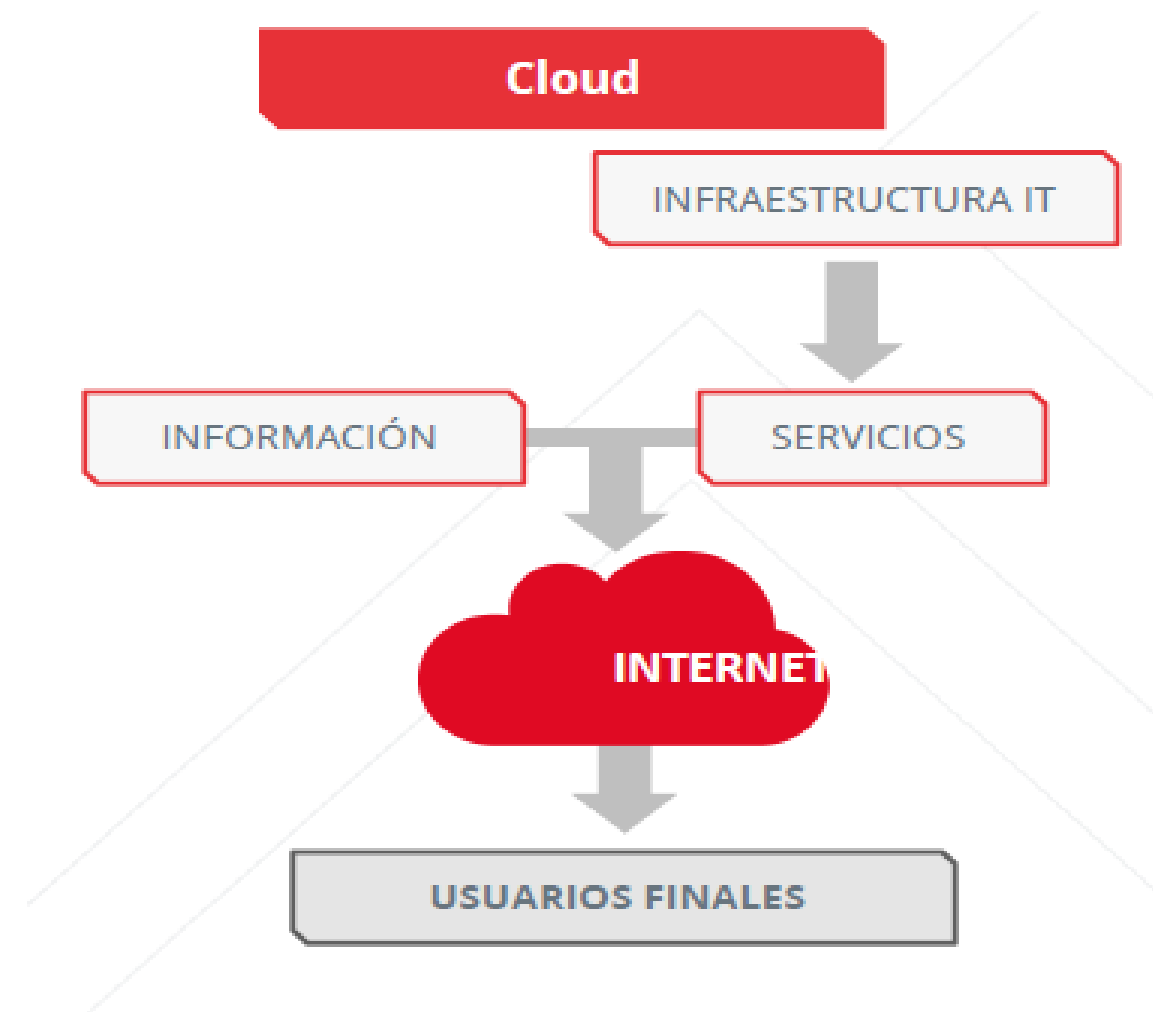 Cloud
INFRAESTRUCTURA IT
INFORMACIÓN
SERVICIOS
INTERNET
USUARIOS FINALES